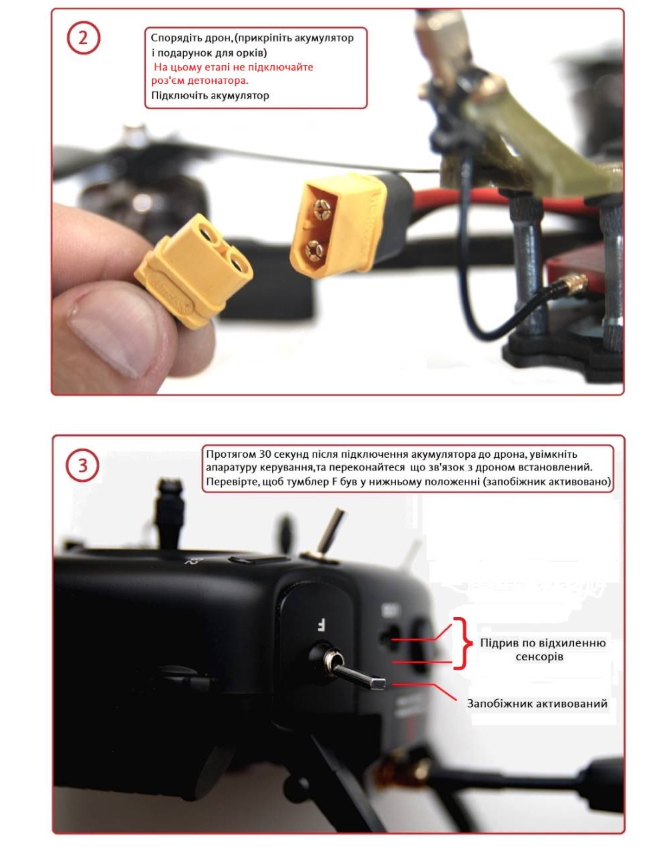 2
Спорядіть дрон,(прикріпіть акумулятор
і подарунок для орків)
На цьому етапі не підключайте
роз'єм детонатора.
Підключіть акумулятор
3
Протягом 30 секунд після підключення акумулятора до дрона, увімкніть
апаратуру керування,та переконайтеся що зв'язок з дроном встановлений.
Перевірте, щоб тумблер F був у нижньому положенні (запобіжник активовано)
F
Підрив по відхиленню
сенсорів
Запобіжник активований